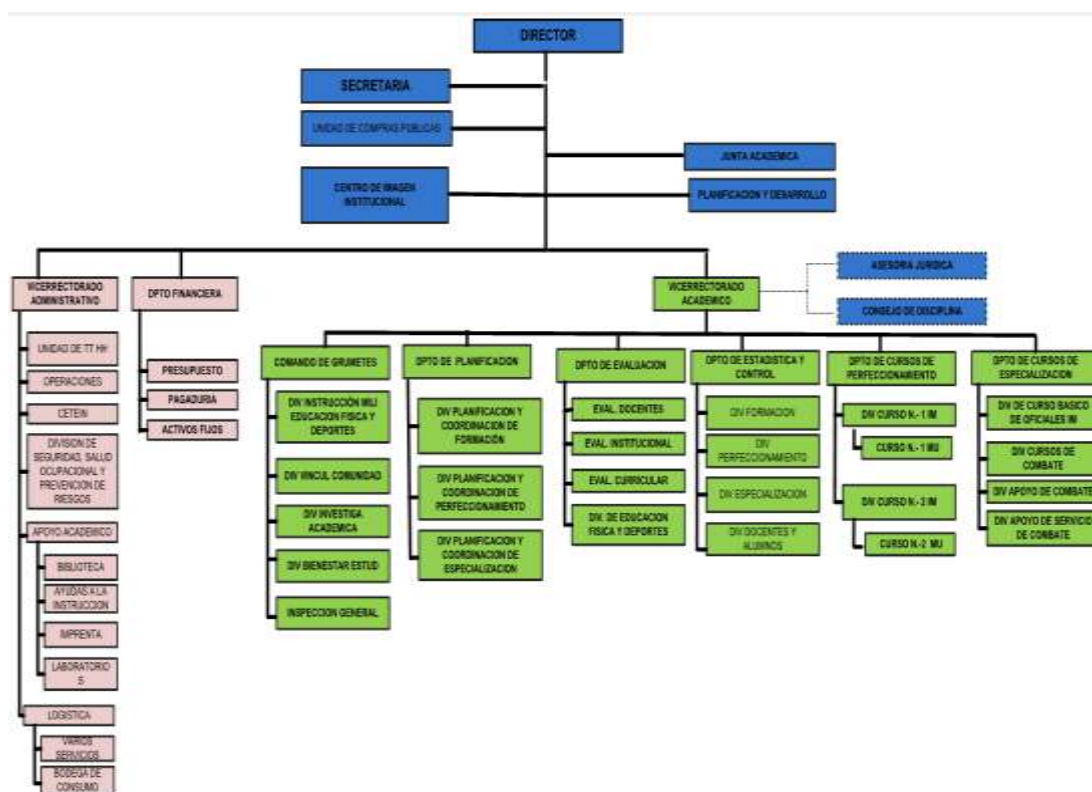 DIRECTOR
SECRETARIA
UNIDAD DE COMPRAS PUBLICAS
JUNTA ACADEMICA
CENTRO DE IMAGEN
INSTITUCIONAL
PLANIFICACION Y DESARROLLO
VICERRECTORADO
ADMINISTRATIVO
DPTO FINANCIERA
VICERRECTORADO
ACADEMICO
ASESORIA JURIDICA
CONSEJO DE DISCIPLINA
UNIDAD DE TT HH
OPERACIONES
CETEIN
DIVISION DE
SEGURIDAD, SALUD
OCUPACIONAL Y
PREVENCION DE
RIESGOS
APOYO ACADEMICO
BIBLIOTECA
AYUDAS A LA
INSTRUCCION
IMPRENTA
LABORATORIO
S
LOGISTICA
VARIOS
SERVICIOS
BODEGA DE
CONSUMO
PRESUPUESTO
PAGADURIA
ACTIVOS FIJOS
COMANDO DE GRUMETES
DIV INSTRUCCIÓN MILI
EDUCACION FISICA Y
DEPORTES
DIV VINCUL COMUNIDAD
DIV INVESTIGA
ACADEMICA
DIV BIENESTAR ESTUD
INSPECCION GENERAL
DPTO DE PLANIFICACION
DIV PLANIFICACION Y
COORDINACION DE
FORMACIÓN
DIV PLANIFICACION Y
COORDINACION DE
PERFECCIONAMIENTO
DIV PLANIFICACION Y
COORDINACION DE
ESPECIALIZACION
DPTO DE EVALUACION
EVAL. DOCENTES
EVAL. INSTITUCIONAL
EVAL. CURRICULAR
DIV. DE EDUCACION
FISICA Y DEPORTES
DPTO DE ESTADISTICA Y
CONTROL
DIV FORMACION
DIV
PERFECCIONAMIENTO
DIV ESPECIALIZACION
DIV DOCENTES Y
ALUMNOS
DPTO DE CURSOS DE
PERFECCIONAMIENTO
DIV CURSO N.- 1 IM
CURSO N.- 1 MU
DIV CURSO N.- 2 IM
CURSO N.-2 MU
DPTO DE CURSOS DE
ESPECIALIZACION
DIV DE CURSO BASICO
DE OFICIALES IM
DIV CURSOS DE
COMBATE
DIV APOYO DE COMBATE
DIV APOYO DE SERVICIO
DE COMBATE